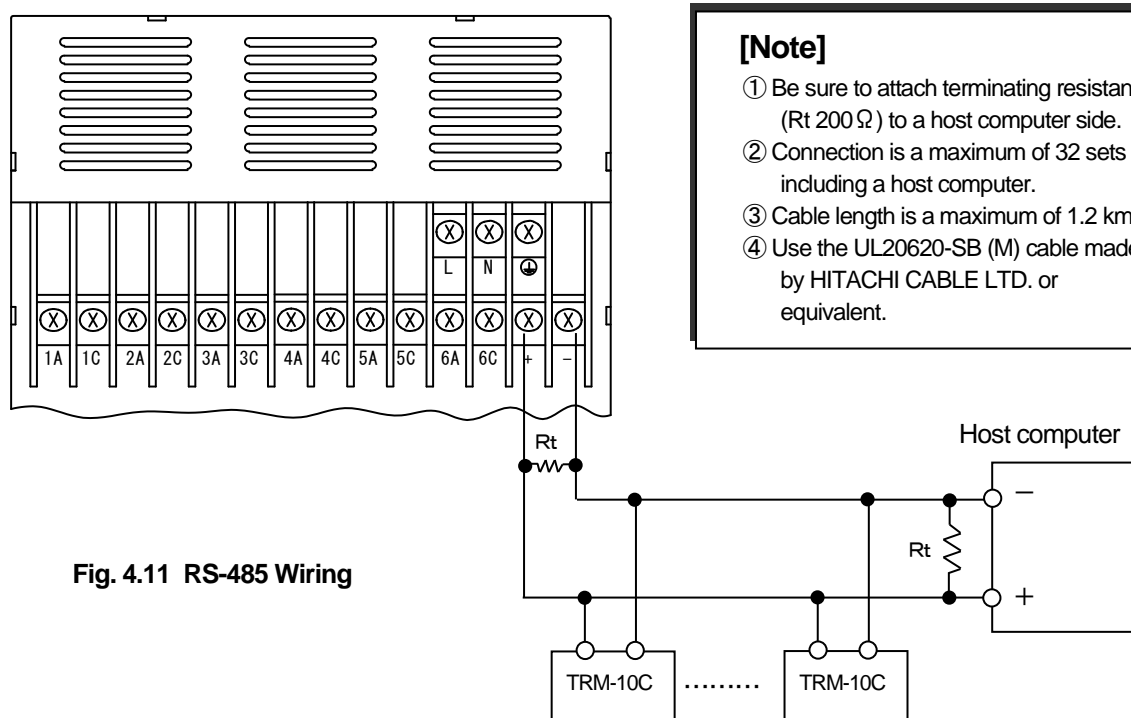 [Note]
① Be sure to attach terminating
(Rt 200Ω) to a host computer side.
② Connection is a maximum of 32 sets
including a host computer.
③ Cable length is a maximum of 1.2 km
④ Use the UL20620-SB (M) cable
by HITACHI CABLE LTD. or
equivalent.
L N
1A 1C 2A 2C 3A 3C 4A 4C 5A 5C 6A 6C + −
Rt
Host computer
−
Rt
+
Fig. 4.11 RS-485 Wiring
TRM-10C ......... TRM-10C